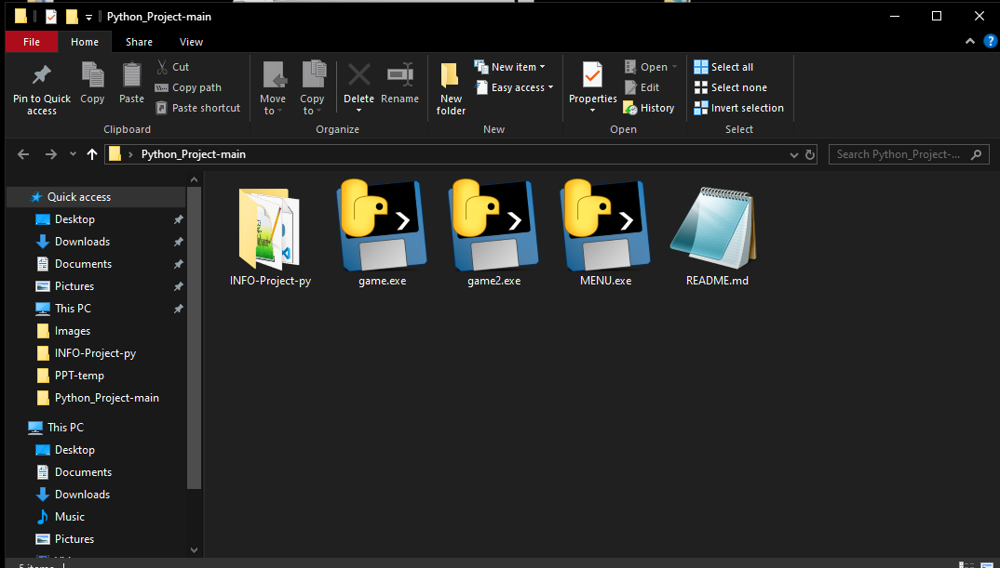 Python_Project-main
File Home Share View
Pin to Quick access
Copy
Paste
Cut
Copy path
Paste shortcut
Move to
Copy to
Delete
Rename
New folder
New item
Easy access
Properties
Open
Edit
History
Select all
Select none
Invert selection
Clipboard Organize New Open Select
Python_Project-main
Search Python_Project-...
Quick access
Desktop
Downloads
Documents
Pictures
This PC
Images
INFO-Project-py
PPT-temp
Python_Project-main
This PC
Desktop
Documents
Downloads
Music
Pictures
INFO-Project-py
game.exe
game2.exe
MENU.exe
README.md
5 items